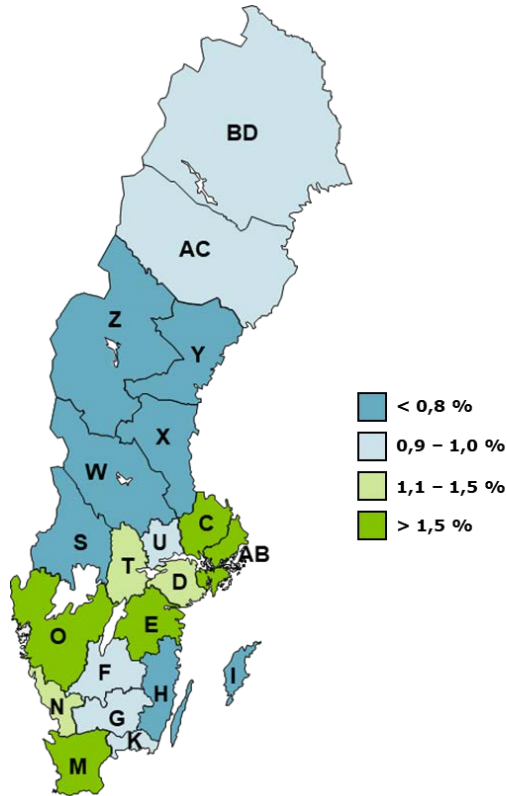 BD
AC
Z
Y
X
W
S
T
U
C
AB
D
O
E
F
H
I
N
G
K
M
< 0,8 %
0,9 – 1,0 %
1,1 – 1,5 %
> 1,5 %